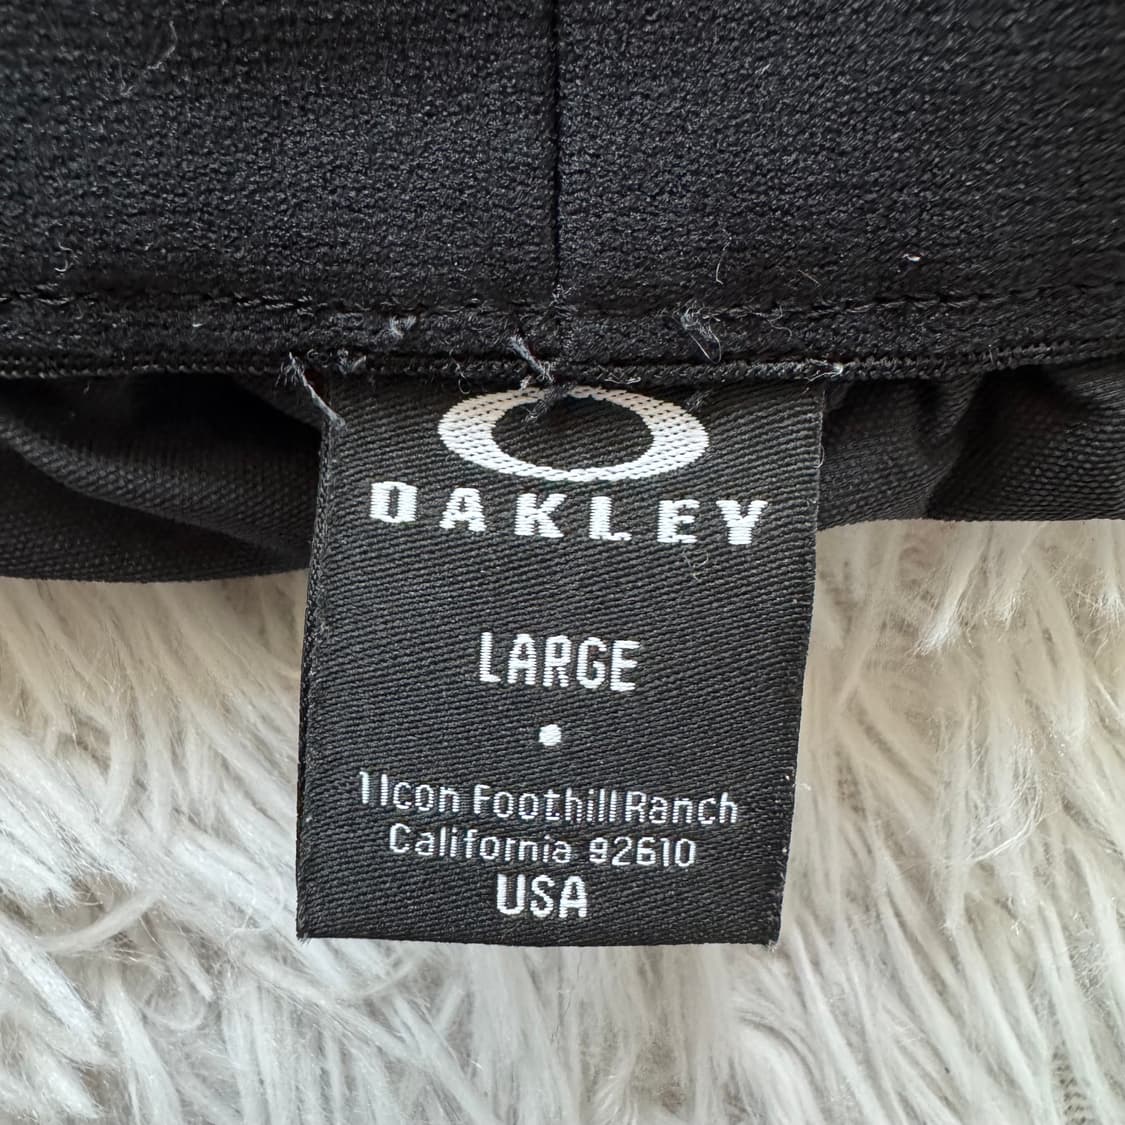 OAKLEY
LARGE
1 Icon Foothill Ranch
California 92610
USA